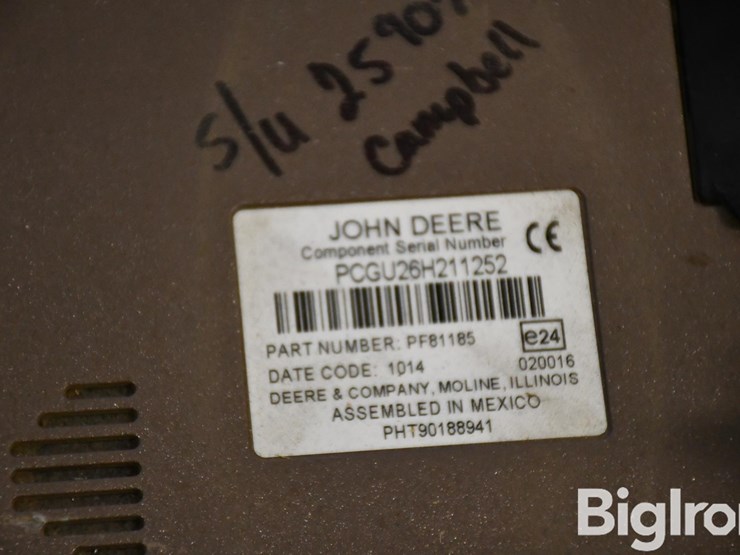 s/u 2590
Campbell
JOHN DEERE
Component Serial Number
CE
PCGU26H211252
PART NUMBER: PF81185
e24
DATE CODE: 1014
020016
DEERE & COMPANY, MOLINE, ILLINOIS
ASSEMBLED IN MEXICO
PHT90188941
BigIron